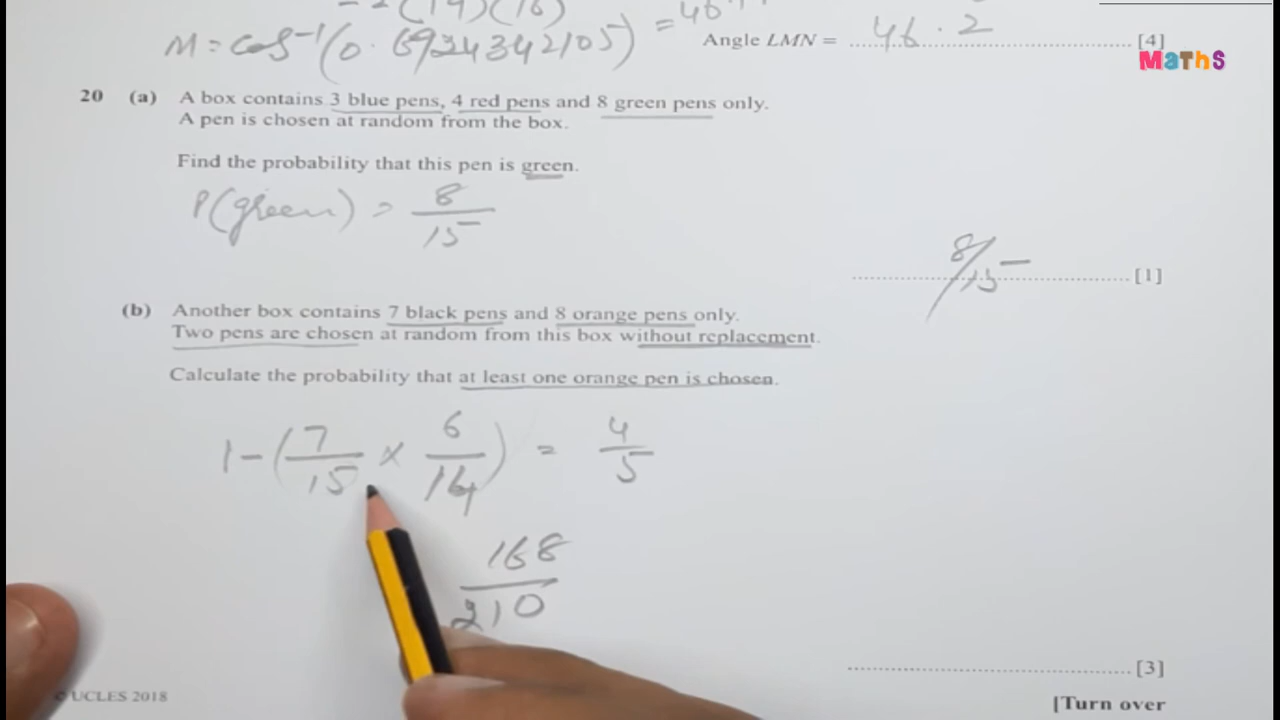 M = cos⁻¹(0.6924342105) = 46
Angle LMN = 46.2 [4]
MaThS
20 (a) A box contains 3 blue pens, 4 red pens and 8 green pens only.
A pen is chosen at random from the box.
Find the probability that this pen is green.
P(green) = 8/15
8/15 [1]
(b) Another box contains 7 black pens and 8 orange pens only.
Two pens are chosen at random from this box without replacement.
Calculate the probability that at least one orange pen is chosen.
1-(7/15 × 6/14) = 4/5
168/210
[3]
© UCLES 2018
[Turn over